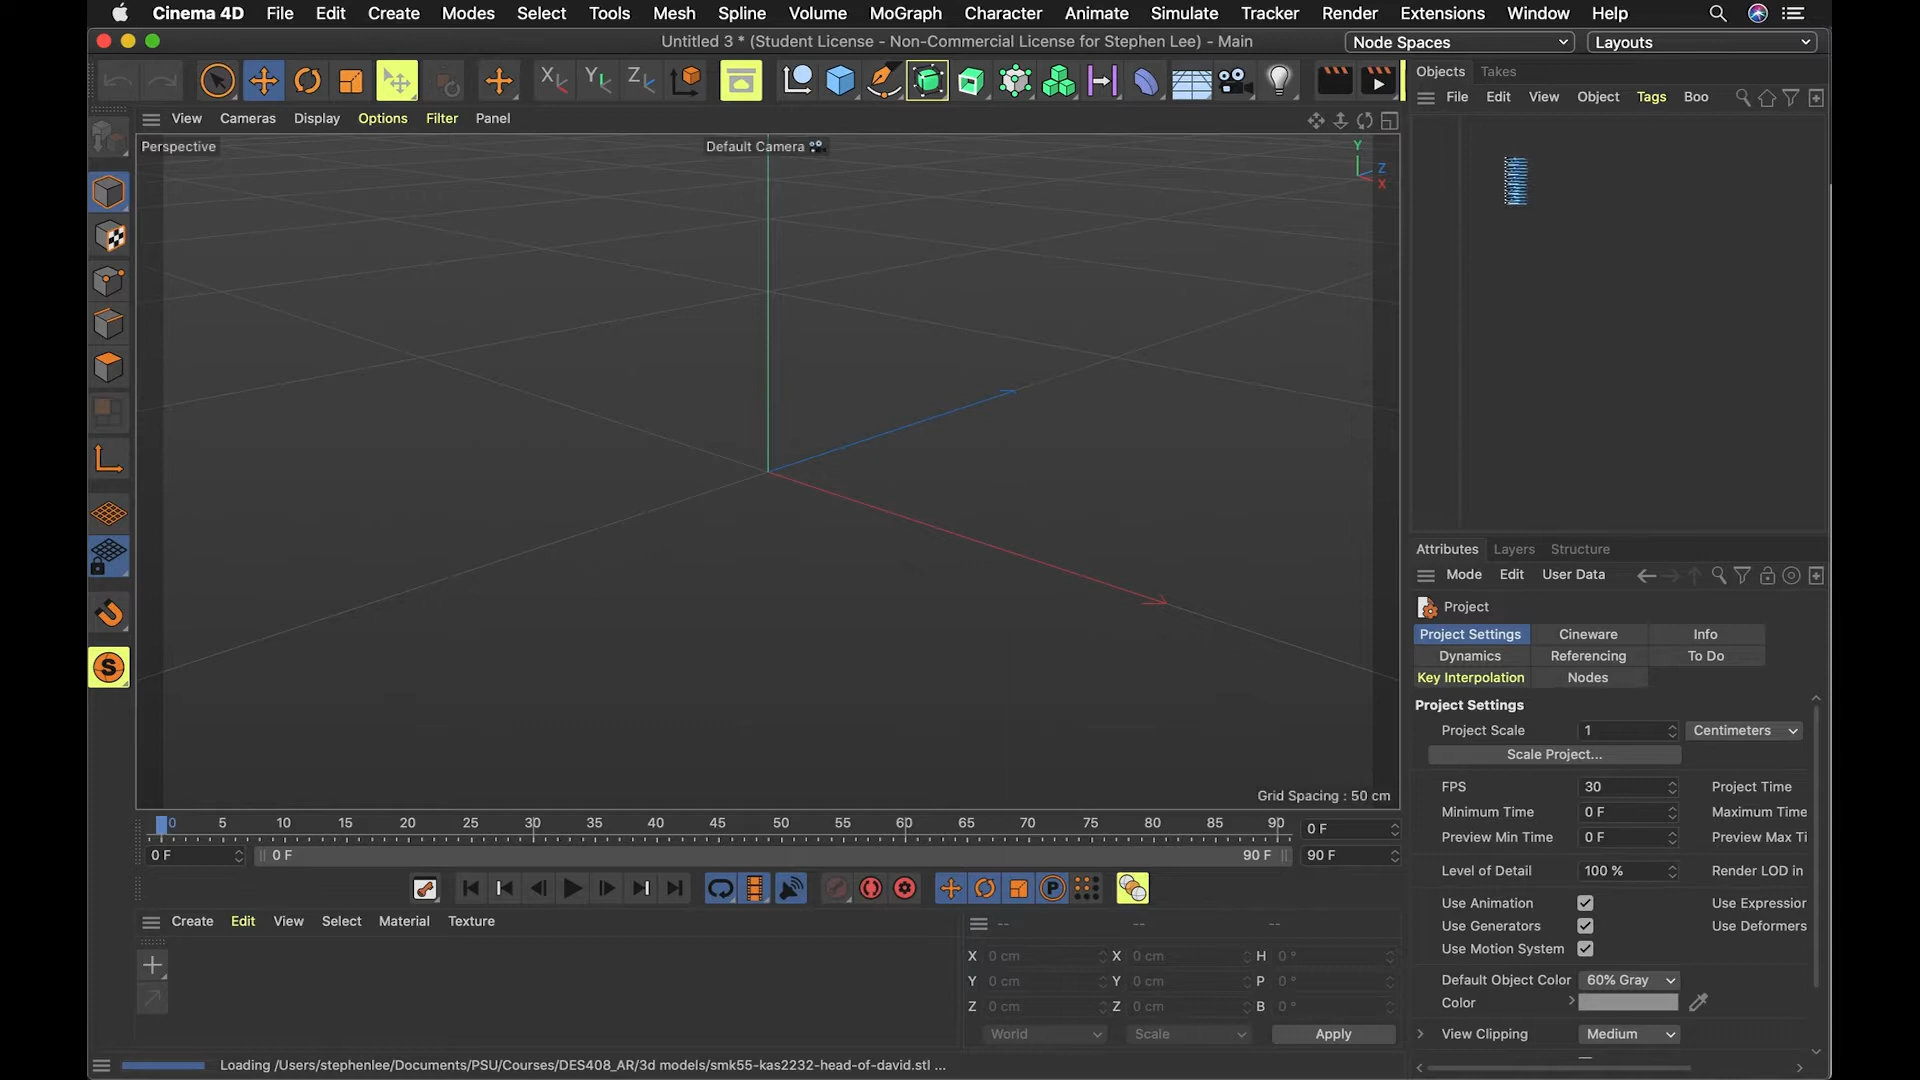 Cinema 4D File Edit Create Modes Select Tools Mesh Spline Volume MoGraph Character Animate Simulate Tracker Render Extensions Window Help
Untitled 3 * (Student License - Non-Commercial License for Stephen Lee) - Main
Node Spaces
Layouts
X Y Z
Objects Takes
File Edit View Object Tags Boo
View Cameras Display Options Filter Panel
Perspective
Default Camera
Y
Z
X
S
Grid Spacing : 50 cm
0 5 10 15 20 25 30 35 40 45 50 55 60 65 70 75 80 85 90
0 F
0 F
0 F
90 F
90 F
P
Create Edit View Select Material Texture
-- -- --
X 0 cm X 0 cm H 0 °
Y 0 cm Y 0 cm P 0 °
Z 0 cm Z 0 cm B 0 °
World Scale Apply
Loading /Users/stephenlee/Documents/PSU/Courses/DES408_AR/3d models/smk55-kas2232-head-of-david.stl ...
Attributes Layers Structure
Mode Edit User Data
Project
Project Settings Cineware Info
Dynamics Referencing To Do
Key Interpolation Nodes
Project Settings
Project Scale 1 Centimeters
Scale Project...
FPS 30 Project Time
Minimum Time 0 F Maximum Time
Preview Min Time 0 F Preview Max Ti
Level of Detail 100 % Render LOD in
Use Animation Use Expression
Use Generators Use Deformers
Use Motion System
Default Object Color 60% Gray
Color
View Clipping Medium